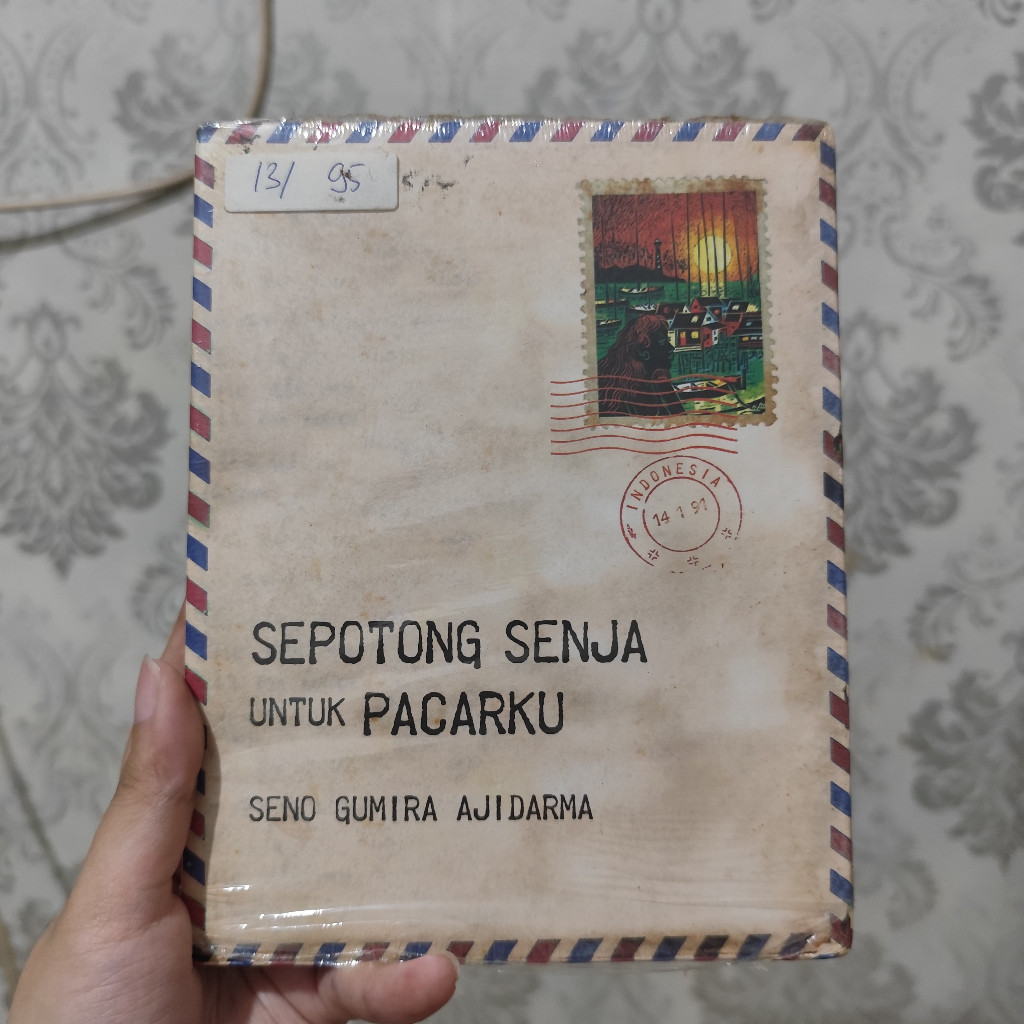 13/ 95
INDONESIA
14 1 91
SEPOTONG SENJA
UNTUK PACARKU
SENO GUMIRA AJIDARMA